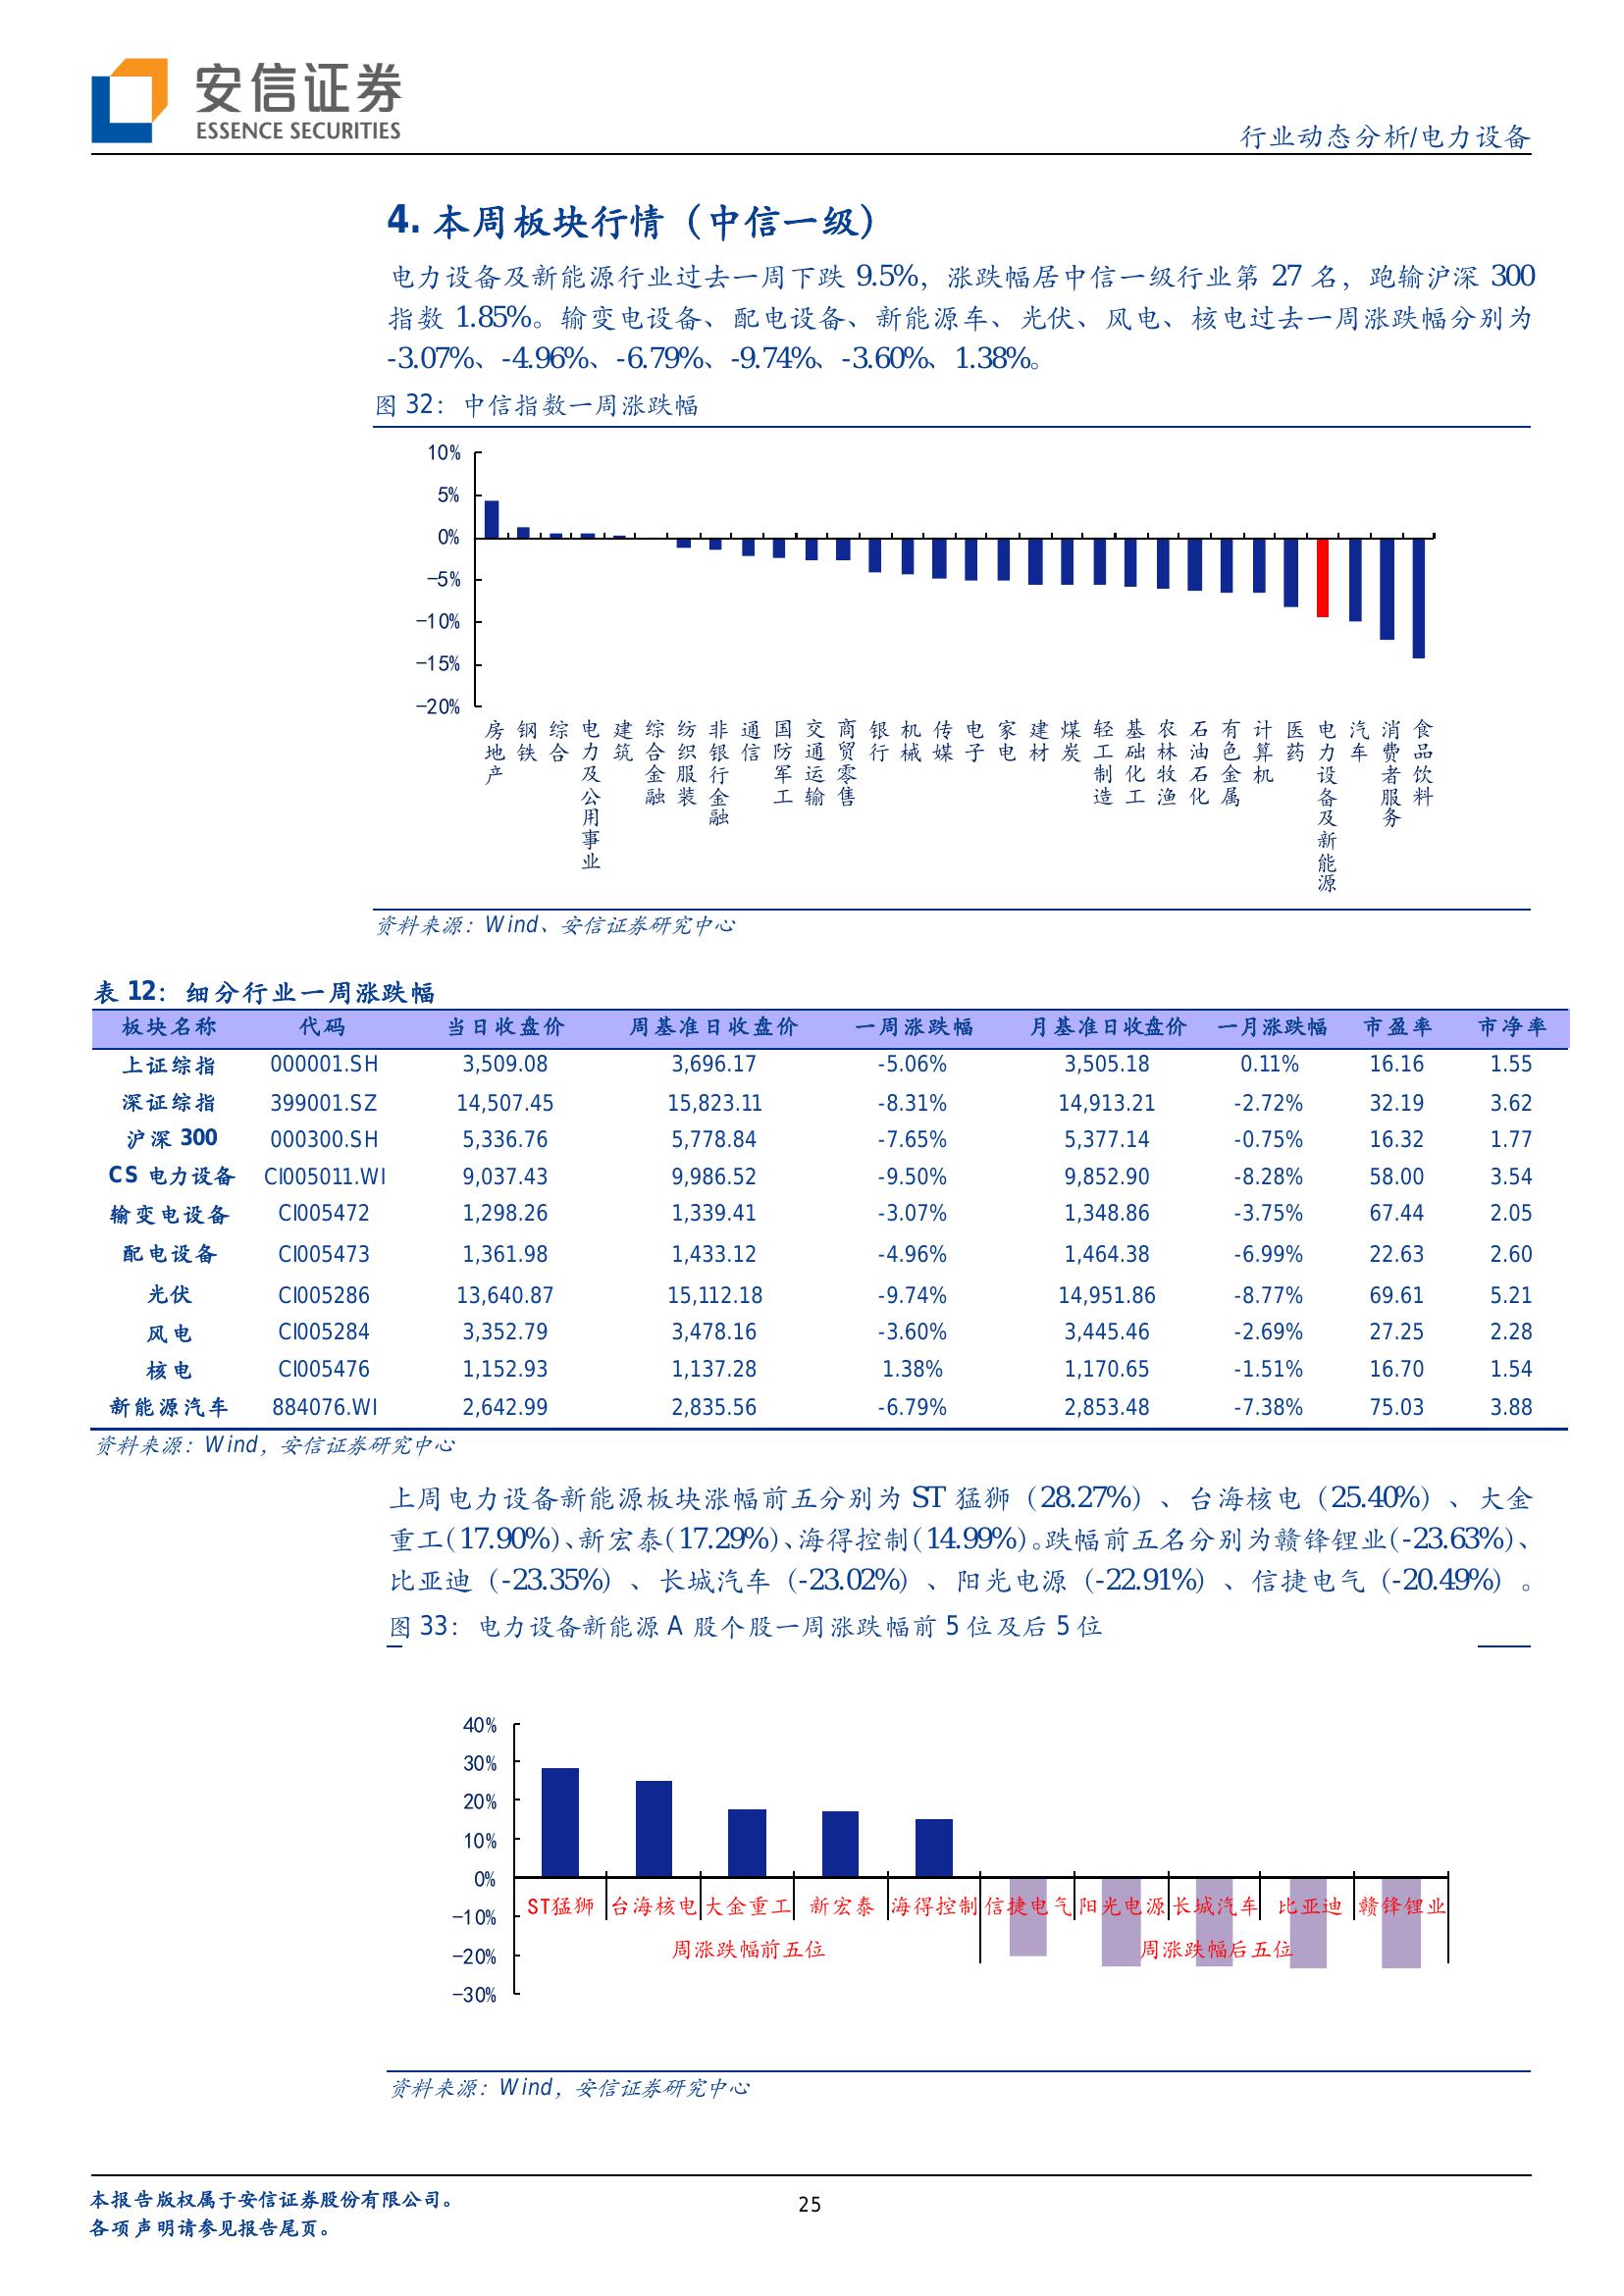 安信证券
ESSENCE SECURITIES
行业动态分析/电力设备
4. 本周板块行情（中信一级）
电力设备及新能源行业过去一周下跌 9.5%，涨跌幅居中信一级行业第 27 名，跑输沪深 300
指数 1.85%。输变电设备、配电设备、新能源车、光伏、风电、核电过去一周涨跌幅分别为
-3.07%、-4.96%、-6.79%、-9.74%、-3.60%、1.38%。
图 32：中信指数一周涨跌幅
10%
5%
0%
-5%
-10%
-15%
-20%
房地产 钢铁 综合 电力及公用事业 建筑 综合金融 纺织服装 非银行金融 通信 国防军工 交通运输 商贸零售 银行 机械 传媒 电子 家电 建材 煤炭 轻工制造 基础化工 农林牧渔 石油石化 有色金属 计算机 医药 电力设备及新能源 汽车 消费者服务 食品饮料
资料来源：Wind、安信证券研究中心
表 12：细分行业一周涨跌幅
板块名称 代码 当日收盘价 周基准日收盘价 一周涨跌幅 月基准日收盘价 一月涨跌幅 市盈率 市净率
上证综指 000001.SH 3,509.08 3,696.17 -5.06% 3,505.18 0.11% 16.16 1.55
深证综指 399001.SZ 14,507.45 15,823.11 -8.31% 14,913.21 -2.72% 32.19 3.62
沪深 300 000300.SH 5,336.76 5,778.84 -7.65% 5,377.14 -0.75% 16.32 1.77
CS 电力设备 CI005011.WI 9,037.43 9,986.52 -9.50% 9,852.90 -8.28% 58.00 3.54
输变电设备 CI005472 1,298.26 1,339.41 -3.07% 1,348.86 -3.75% 67.44 2.05
配电设备 CI005473 1,361.98 1,433.12 -4.96% 1,464.38 -6.99% 22.63 2.60
光伏 CI005286 13,640.87 15,112.18 -9.74% 14,951.86 -8.77% 69.61 5.21
风电 CI005284 3,352.79 3,478.16 -3.60% 3,445.46 -2.69% 27.25 2.28
核电 CI005476 1,152.93 1,137.28 1.38% 1,170.65 -1.51% 16.70 1.54
新能源汽车 884076.WI 2,642.99 2,835.56 -6.79% 2,853.48 -7.38% 75.03 3.88
资料来源：Wind，安信证券研究中心
上周电力设备新能源板块涨幅前五分别为 ST 猛狮（28.27%）、台海核电（25.40%）、大金
重工（17.90%）、新宏泰（17.29%）、海得控制（14.99%）。跌幅前五名分别为赣锋锂业（-23.63%）、
比亚迪（-23.35%）、长城汽车（-23.02%）、阳光电源（-22.91%）、信捷电气（-20.49%）。
图 33：电力设备新能源 A 股个股一周涨跌幅前 5 位及后 5 位
40%
30%
20%
10%
0%
-10%
-20%
-30%
ST猛狮 台海核电 大金重工 新宏泰 海得控制 信捷电气 阳光电源 长城汽车 比亚迪 赣锋锂业
周涨跌幅前五位 周涨跌幅后五位
资料来源：Wind，安信证券研究中心
本报告版权属于安信证券股份有限公司。
各项声明请参见报告尾页。
25